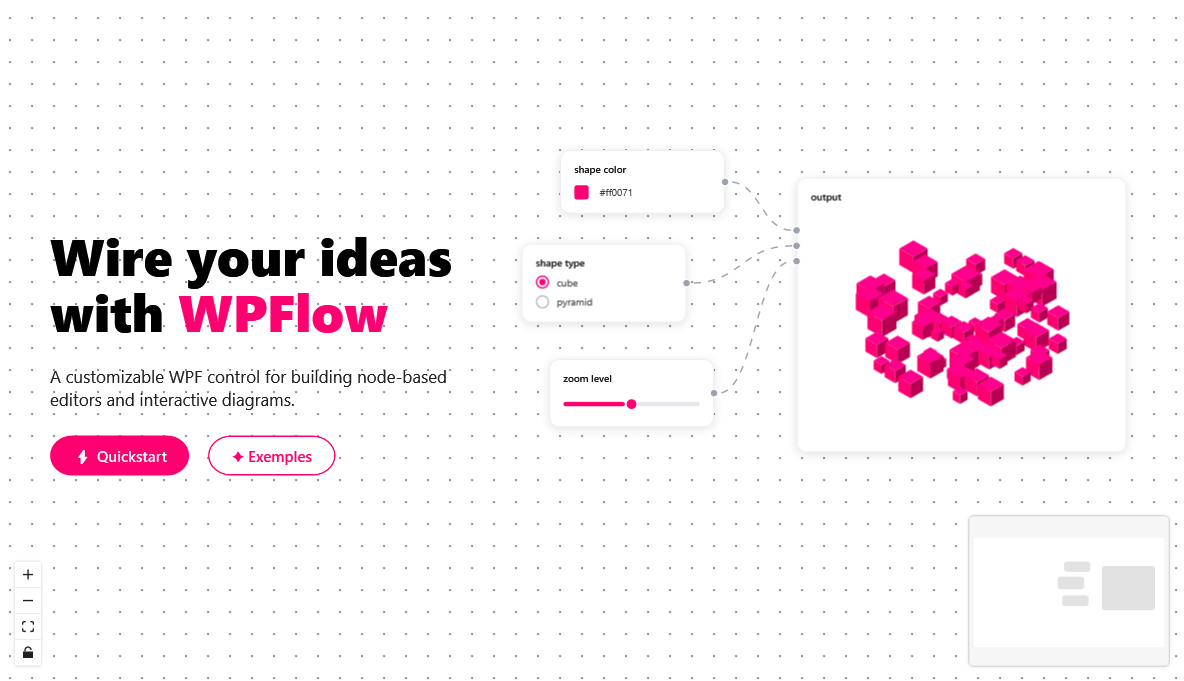 Wire your ideas
with WPFlow
A customizable WPF control for building node-based
editors and interactive diagrams.
Quickstart
Exemples
shape color
#ff0071
shape type
cube
pyramid
zoom level
output